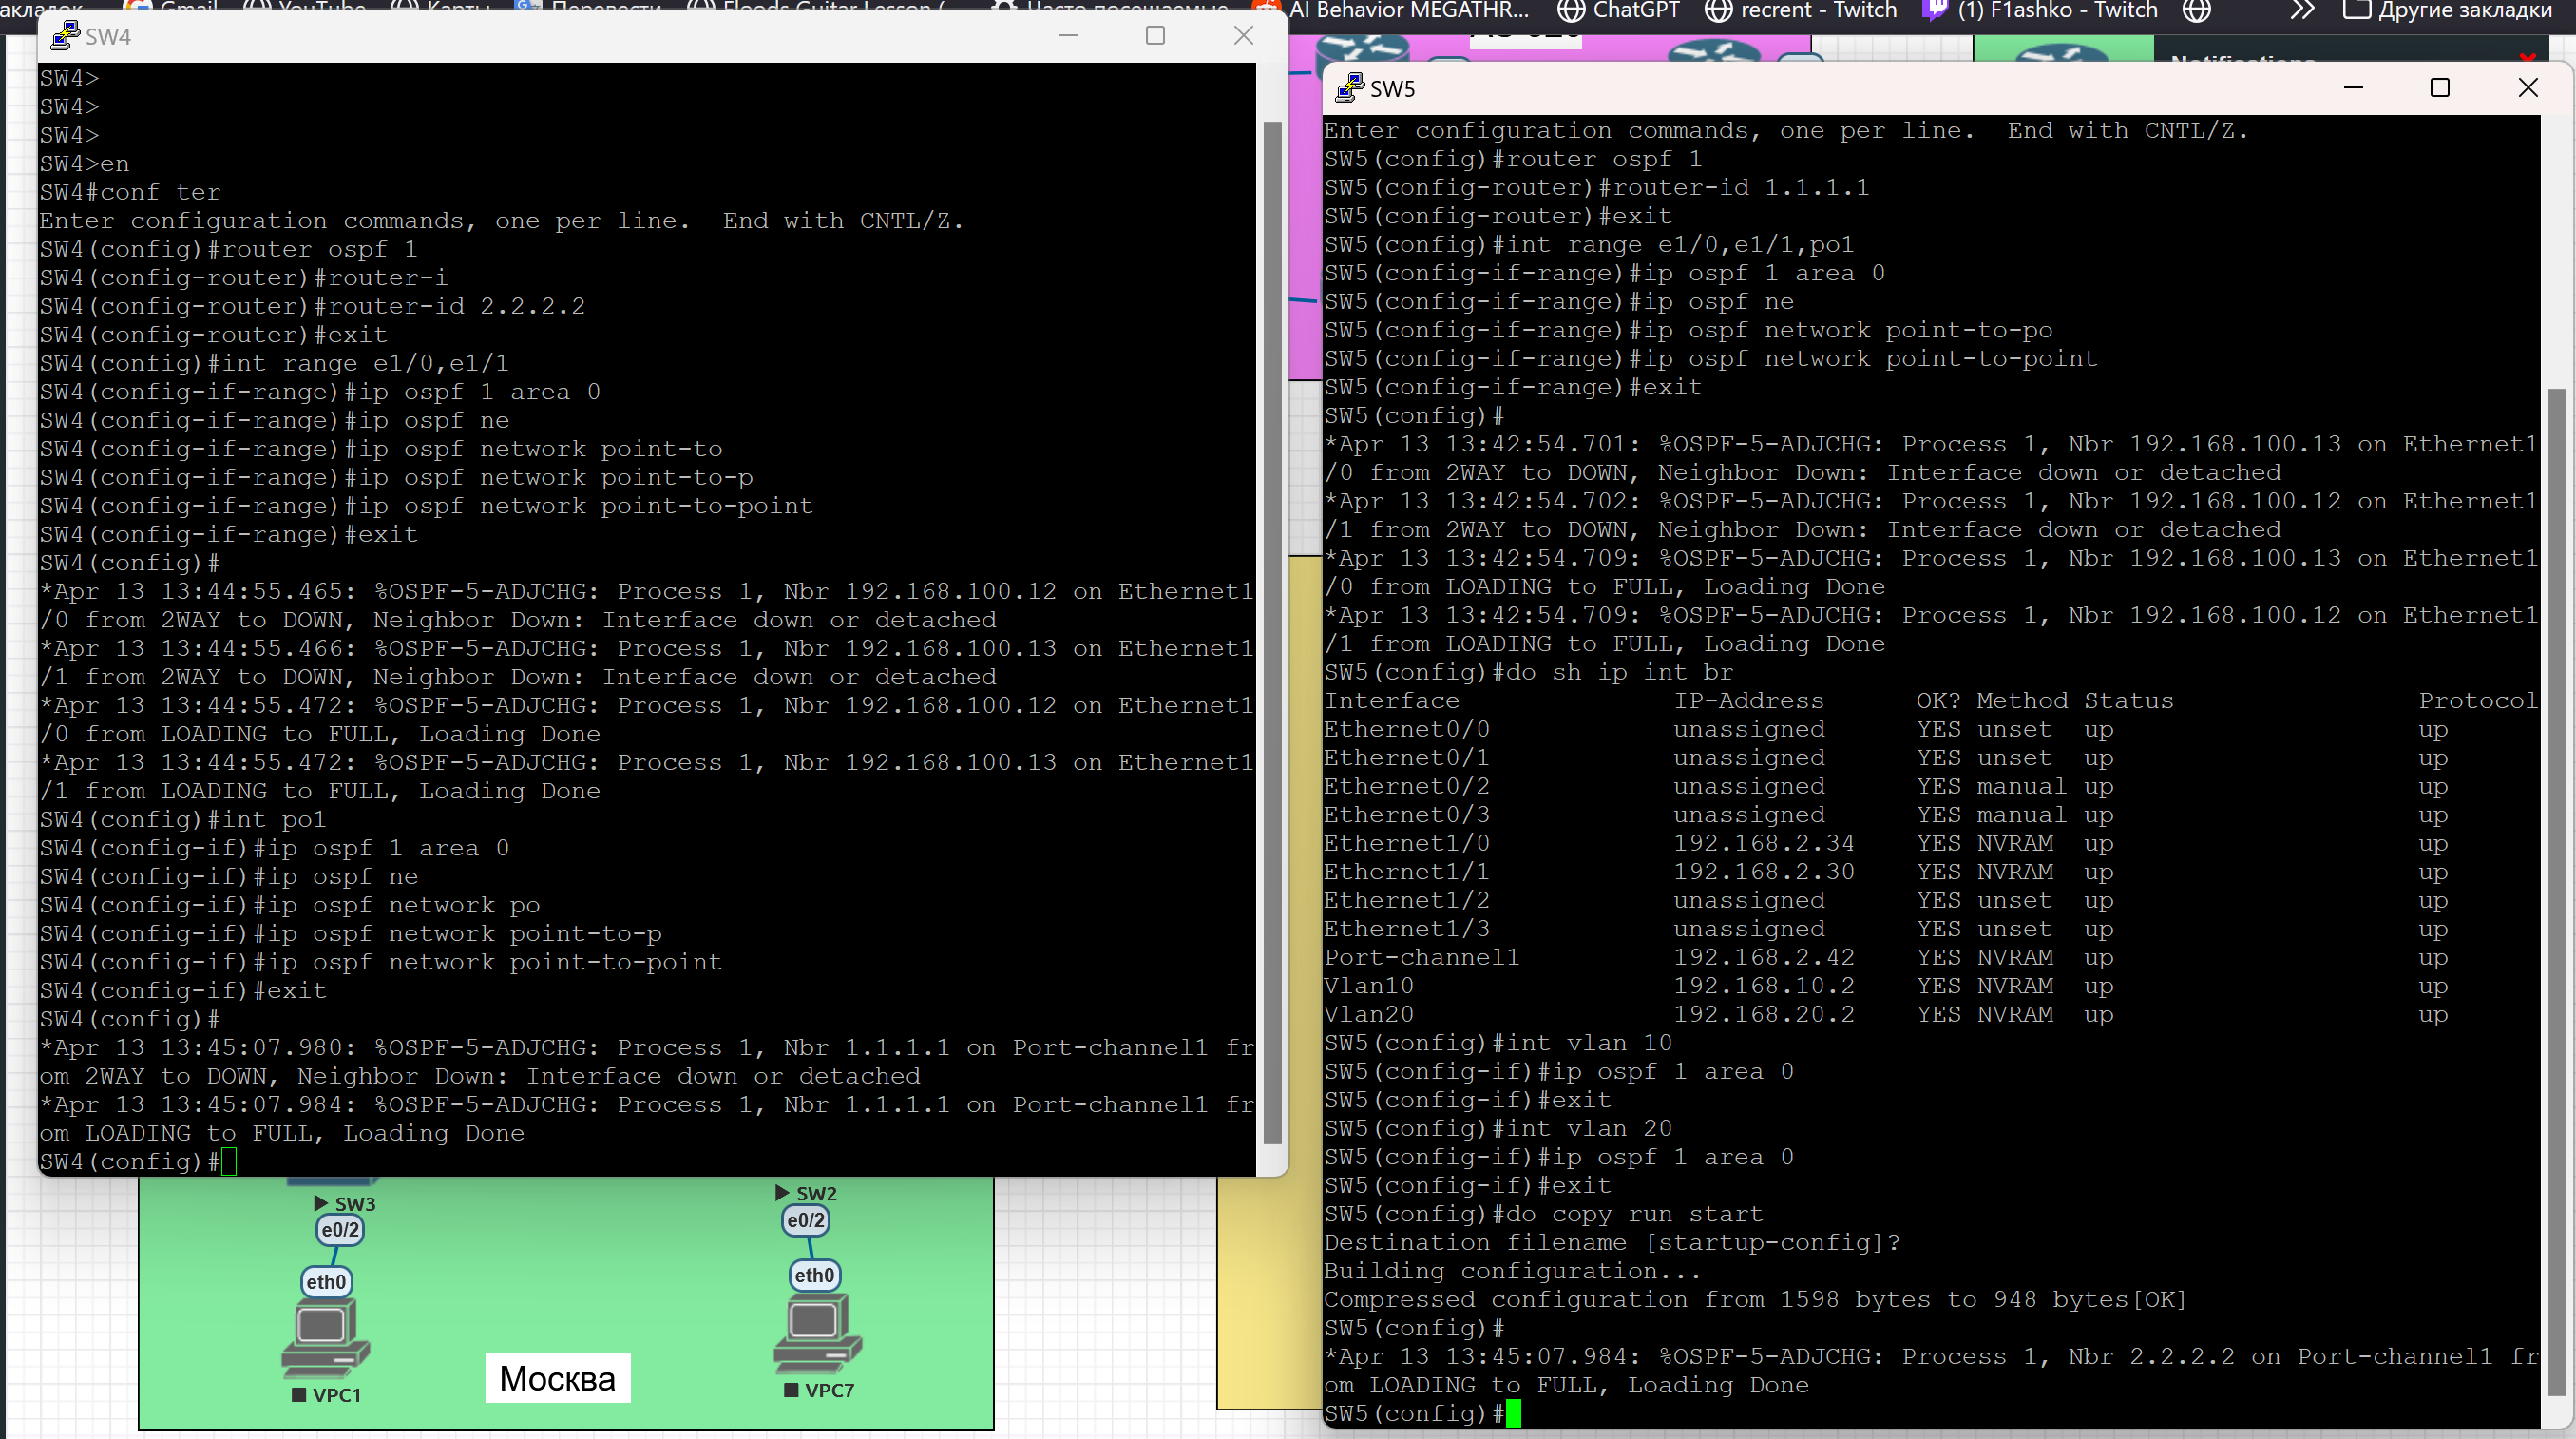 Gmail
YouTube
Карты
Перевести
Часто посещаемые
AI Behavior MEGATHR...
ChatGPT
recrent - Twitch
(1) F1ashko - Twitch
Другие закладки
SW4
SW4>
SW4>
SW4>
SW4>en
SW4#conf ter
Enter configuration commands, one per line.  End with CNTL/Z.
SW4(config)#router ospf 1
SW4(config-router)#router-i
SW4(config-router)#router-id 2.2.2.2
SW4(config-router)#exit
SW4(config)#int range e1/0,e1/1
SW4(config-if-range)#ip ospf 1 area 0
SW4(config-if-range)#ip ospf ne
SW4(config-if-range)#ip ospf network point-to
SW4(config-if-range)#ip ospf network point-to-p
SW4(config-if-range)#ip ospf network point-to-point
SW4(config-if-range)#exit
SW4(config)#
*Apr 13 13:44:55.465: %OSPF-5-ADJCHG: Process 1, Nbr 192.168.100.12 on Ethernet1
/0 from 2WAY to DOWN, Neighbor Down: Interface down or detached
*Apr 13 13:44:55.466: %OSPF-5-ADJCHG: Process 1, Nbr 192.168.100.13 on Ethernet1
/1 from 2WAY to DOWN, Neighbor Down: Interface down or detached
*Apr 13 13:44:55.472: %OSPF-5-ADJCHG: Process 1, Nbr 192.168.100.12 on Ethernet1
/0 from LOADING to FULL, Loading Done
*Apr 13 13:44:55.472: %OSPF-5-ADJCHG: Process 1, Nbr 192.168.100.13 on Ethernet1
/1 from LOADING to FULL, Loading Done
SW4(config)#int po1
SW4(config-if)#ip ospf 1 area 0
SW4(config-if)#ip ospf ne
SW4(config-if)#ip ospf network po
SW4(config-if)#ip ospf network point-to-p
SW4(config-if)#ip ospf network point-to-point
SW4(config-if)#exit
SW4(config)#
*Apr 13 13:45:07.980: %OSPF-5-ADJCHG: Process 1, Nbr 1.1.1.1 on Port-channel1 fr
om 2WAY to DOWN, Neighbor Down: Interface down or detached
*Apr 13 13:45:07.984: %OSPF-5-ADJCHG: Process 1, Nbr 1.1.1.1 on Port-channel1 fr
om LOADING to FULL, Loading Done
SW4(config)#
SW5
Enter configuration commands, one per line.  End with CNTL/Z.
SW5(config)#router ospf 1
SW5(config-router)#router-id 1.1.1.1
SW5(config-router)#exit
SW5(config)#int range e1/0,e1/1,po1
SW5(config-if-range)#ip ospf 1 area 0
SW5(config-if-range)#ip ospf ne
SW5(config-if-range)#ip ospf network point-to-po
SW5(config-if-range)#ip ospf network point-to-point
SW5(config-if-range)#exit
SW5(config)#
*Apr 13 13:42:54.701: %OSPF-5-ADJCHG: Process 1, Nbr 192.168.100.13 on Ethernet1
/0 from 2WAY to DOWN, Neighbor Down: Interface down or detached
*Apr 13 13:42:54.702: %OSPF-5-ADJCHG: Process 1, Nbr 192.168.100.12 on Ethernet1
/1 from 2WAY to DOWN, Neighbor Down: Interface down or detached
*Apr 13 13:42:54.709: %OSPF-5-ADJCHG: Process 1, Nbr 192.168.100.13 on Ethernet1
/0 from LOADING to FULL, Loading Done
*Apr 13 13:42:54.709: %OSPF-5-ADJCHG: Process 1, Nbr 192.168.100.12 on Ethernet1
/1 from LOADING to FULL, Loading Done
SW5(config)#do sh ip int br
Interface              IP-Address      OK? Method Status                Protocol
Ethernet0/0            unassigned      YES unset  up                    up
Ethernet0/1            unassigned      YES unset  up                    up
Ethernet0/2            unassigned      YES manual up                    up
Ethernet0/3            unassigned      YES manual up                    up
Ethernet1/0            192.168.2.34    YES NVRAM  up                    up
Ethernet1/1            192.168.2.30    YES NVRAM  up                    up
Ethernet1/2            unassigned      YES unset  up                    up
Ethernet1/3            unassigned      YES unset  up                    up
Port-channel1          192.168.2.42    YES NVRAM  up                    up
Vlan10                 192.168.10.2    YES NVRAM  up                    up
Vlan20                 192.168.20.2    YES NVRAM  up                    up
SW5(config)#int vlan 10
SW5(config-if)#ip ospf 1 area 0
SW5(config-if)#exit
SW5(config)#int vlan 20
SW5(config-if)#ip ospf 1 area 0
SW5(config-if)#exit
SW5(config)#do copy run start
Destination filename [startup-config]?
Building configuration...
Compressed configuration from 1598 bytes to 948 bytes[OK]
SW5(config)#
*Apr 13 13:45:07.984: %OSPF-5-ADJCHG: Process 1, Nbr 2.2.2.2 on Port-channel1 fr
om LOADING to FULL, Loading Done
SW5(config)#
SW3
e0/2
eth0
VPC1
SW2
e0/2
eth0
VPC7
Москва